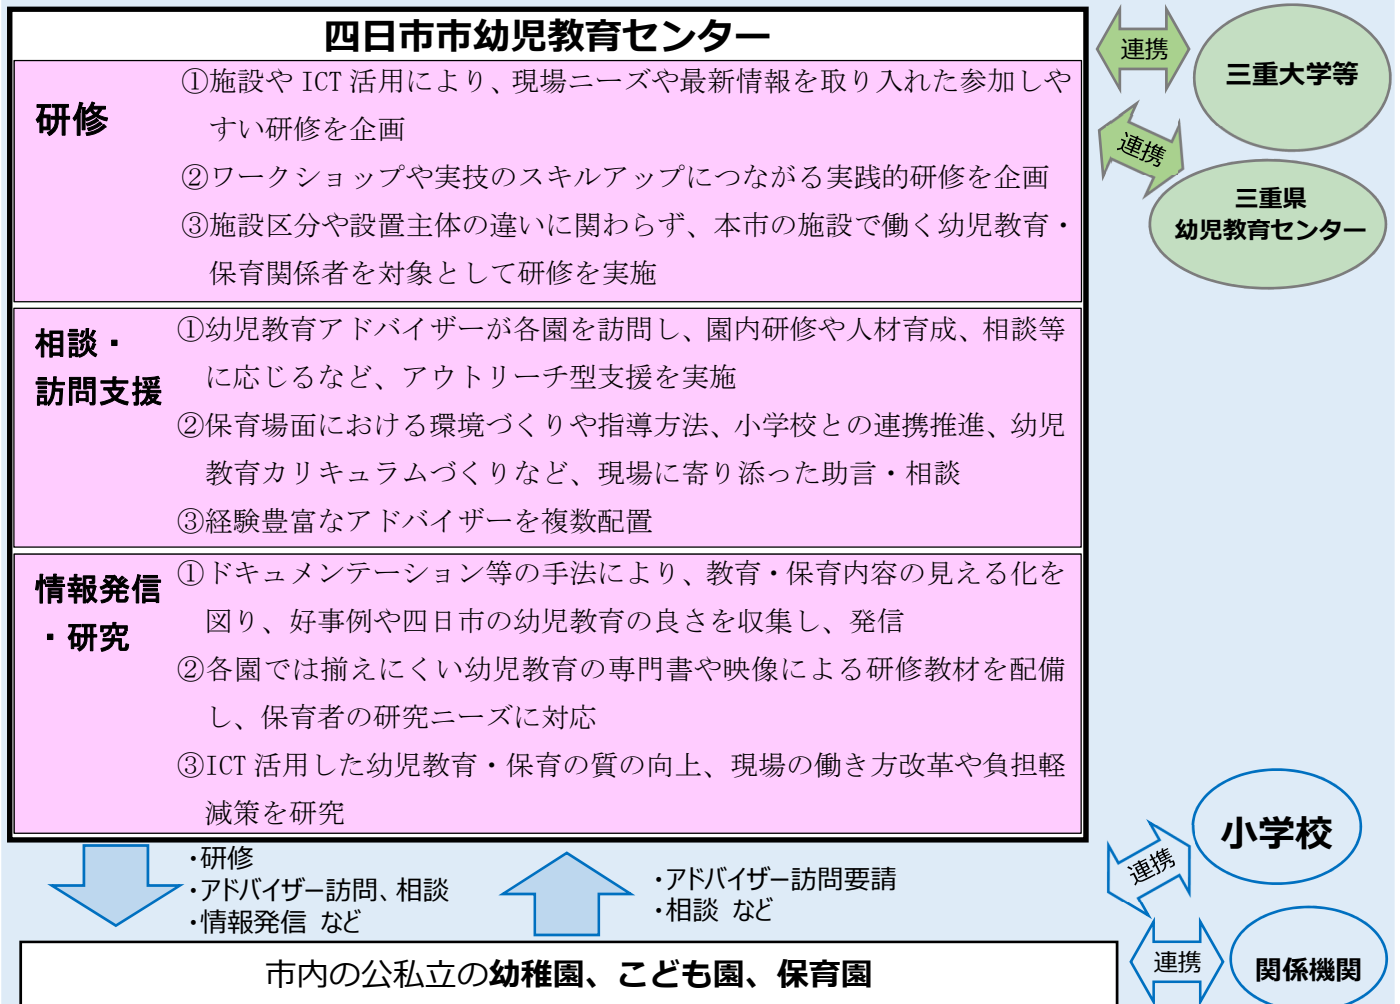 四日市市幼児教育センター
研修
①施設や ICT 活用により、現場ニーズや最新情報を取り入れた参加しや
すい研修を企画
②ワークショップや実技のスキルアップにつながる実践的研修を企画
③施設区分や設置主体の違いに関わらず、本市の施設で働く幼児教育・
保育関係者を対象として研修を実施
相談・
訪問支援
①幼児教育アドバイザーが各園を訪問し、園内研修や人材育成、相談等
に応じるなど、アウトリーチ型支援を実施
②保育場面における環境づくりや指導方法、小学校との連携推進、幼児
教育カリキュラムづくりなど、現場に寄り添った助言・相談
③経験豊富なアドバイザーを複数配置
情報発信
・研究
①ドキュメンテーション等の手法により、教育・保育内容の見える化を
図り、好事例や四日市の幼児教育の良さを収集し、発信
②各園では揃えにくい幼児教育の専門書や映像による研修教材を配備
し、保育者の研究ニーズに対応
③ICT 活用した幼児教育・保育の質の向上、現場の働き方改革や負担軽
減策を研究
連携
三重大学等
連携
三重県
幼児教育センター
・研修
・アドバイザー訪問、相談
・情報発信 など
・アドバイザー訪問要請
・相談 など
連携
小学校
市内の公私立の幼稚園、こども園、保育園
連携
関係機関